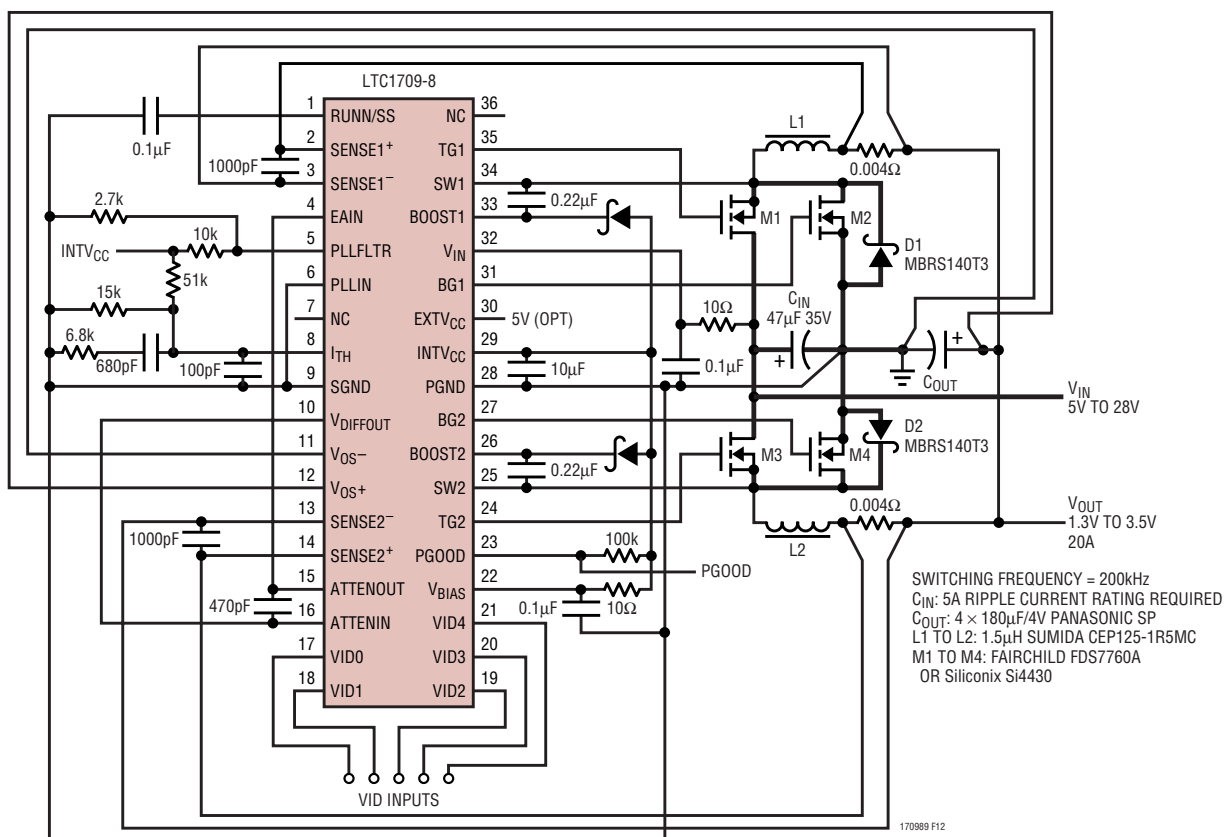 LTC1709-8
1 RUNN/SS
2 SENSE1+
3 SENSE1–
4 EAIN
5 PLLFLTR
6 PLLIN
7 NC
8 ITH
9 SGND
10 VDIFFOUT
11 VOS–
12 VOS+
13 SENSE2–
14 SENSE2+
15 ATTENOUT
16 ATTENIN
17 VID0
18 VID1
NC 36
TG1 35
SW1 34
BOOST1 33
VIN 32
BG1 31
EXTVCC 30
INTVCC 29
PGND 28
BG2 27
BOOST2 26
SW2 25
TG2 24
PGOOD 23
VBIAS 22
VID4 21
VID3 20
VID2 19
0.1µF
1000pF
2.7k
10k
INTVCC
51k
15k
6.8k
680pF
100pF
1000pF
470pF
VID INPUTS
0.22µF
5V (OPT)
10µF
10Ω
0.1µF
0.22µF
100k
PGOOD
10Ω
0.1µF
L1
0.004Ω
M1
M2
D1
MBRS140T3
CIN
47µF 35V
+
COUT
+
VIN
5V TO 28V
M3
M4
D2
MBRS140T3
0.004Ω
L2
VOUT
1.3V TO 3.5V
20A
SWITCHING FREQUENCY = 200kHz
CIN: 5A RIPPLE CURRENT RATING REQUIRED
COUT: 4 × 180µF/4V PANASONIC SP
L1 TO L2: 1.5µH SUMIDA CEP125-1R5MC
M1 TO M4: FAIRCHILD FDS7760A
OR Siliconix Si4430
170989 F12